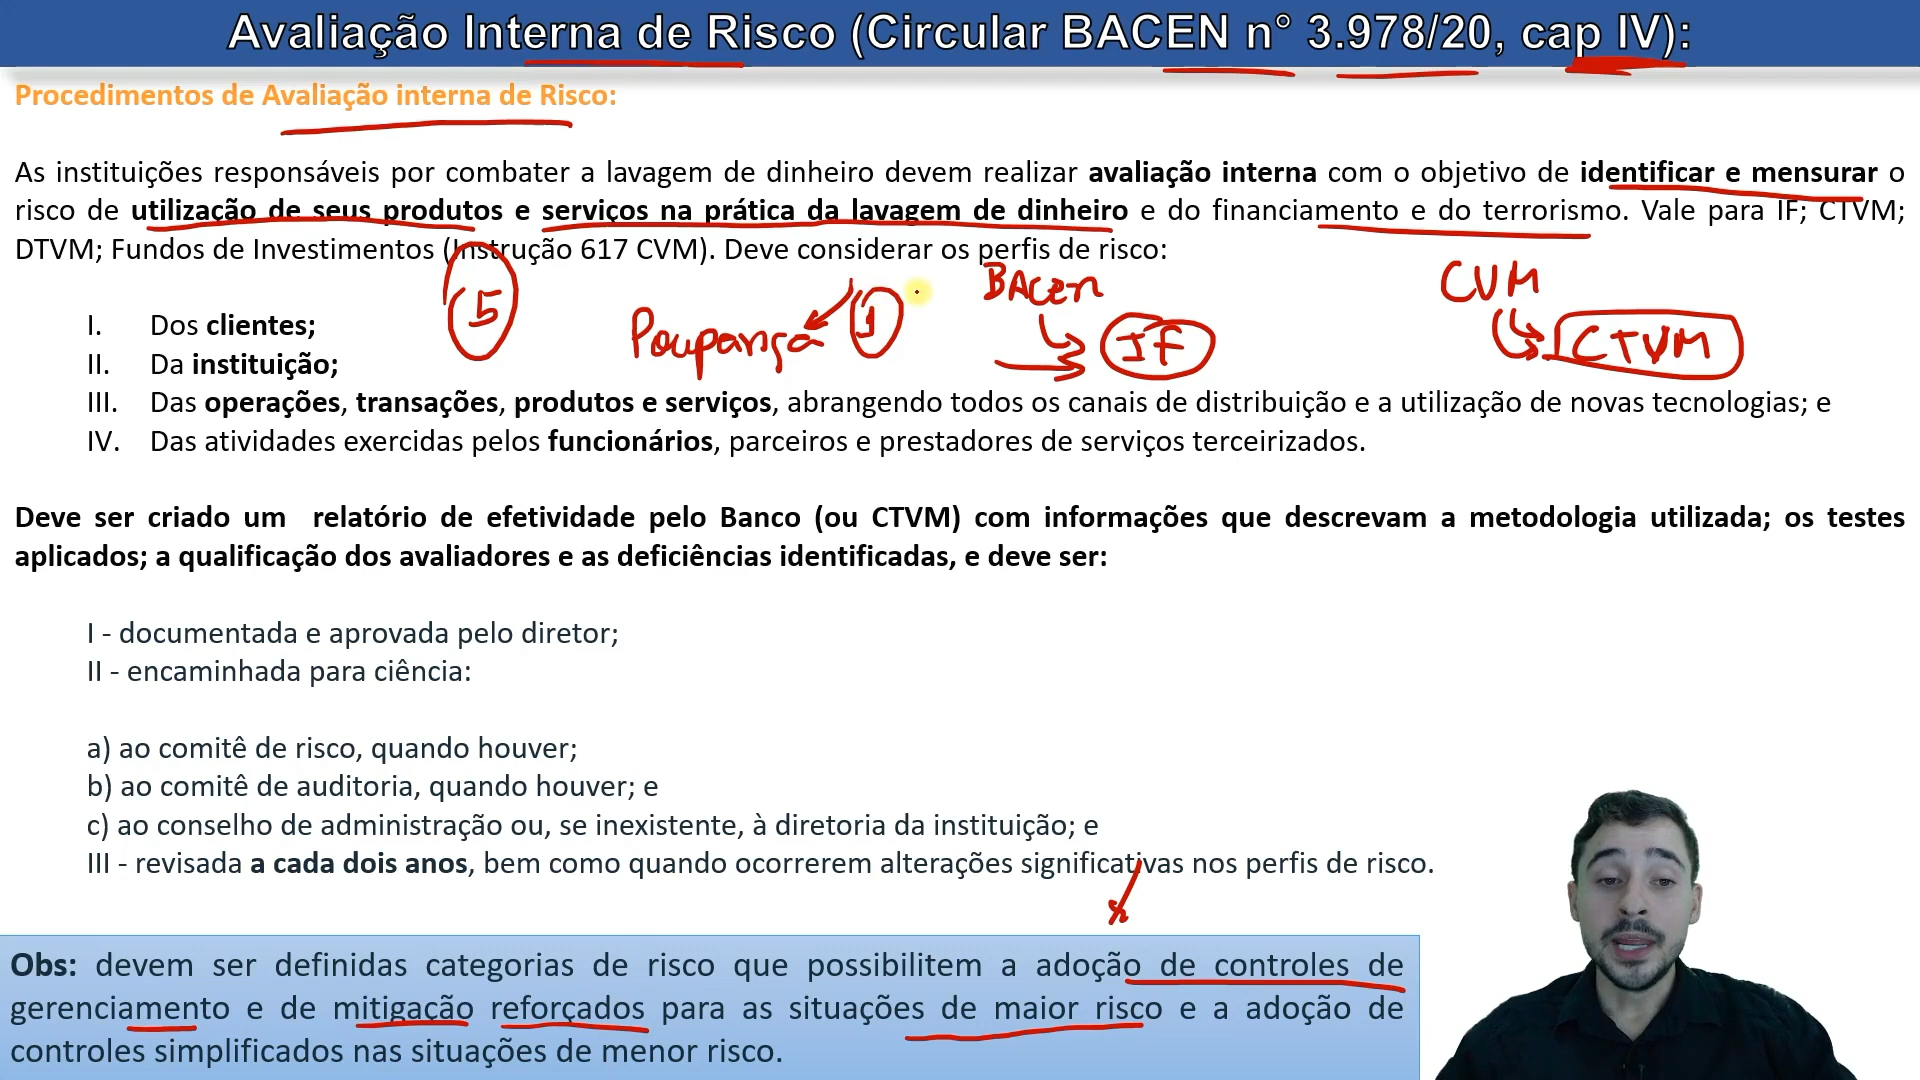 Avaliação Interna de Risco (Circular BACEN n° 3.978/20, cap IV):
Procedimentos de Avaliação interna de Risco:
As instituições responsáveis por combater a lavagem de dinheiro devem realizar avaliação interna com o objetivo de identificar e mensurar o
risco de utilização de seus produtos e serviços na prática da lavagem de dinheiro e do financiamento e do terrorismo. Vale para IF; CTVM;
DTVM; Fundos de Investimentos (Instrução 617 CVM). Deve considerar os perfis de risco:
BACEN CVM
I. Dos clientes;
5 Poupança 1 IF CTVM
II. Da instituição;
III. Das operações, transações, produtos e serviços, abrangendo todos os canais de distribuição e a utilização de novas tecnologias; e
IV. Das atividades exercidas pelos funcionários, parceiros e prestadores de serviços terceirizados.
Deve ser criado um relatório de efetividade pelo Banco (ou CTVM) com informações que descrevam a metodologia utilizada; os testes
aplicados; a qualificação dos avaliadores e as deficiências identificadas, e deve ser:
I - documentada e aprovada pelo diretor;
II - encaminhada para ciência:
a) ao comitê de risco, quando houver;
b) ao comitê de auditoria, quando houver; e
c) ao conselho de administração ou, se inexistente, à diretoria da instituição; e
III - revisada a cada dois anos, bem como quando ocorrerem alterações significativas nos perfis de risco.
Obs: devem ser definidas categorias de risco que possibilitem a adoção de controles de
gerenciamento e de mitigação reforçados para as situações de maior risco e a adoção de
controles simplificados nas situações de menor risco.